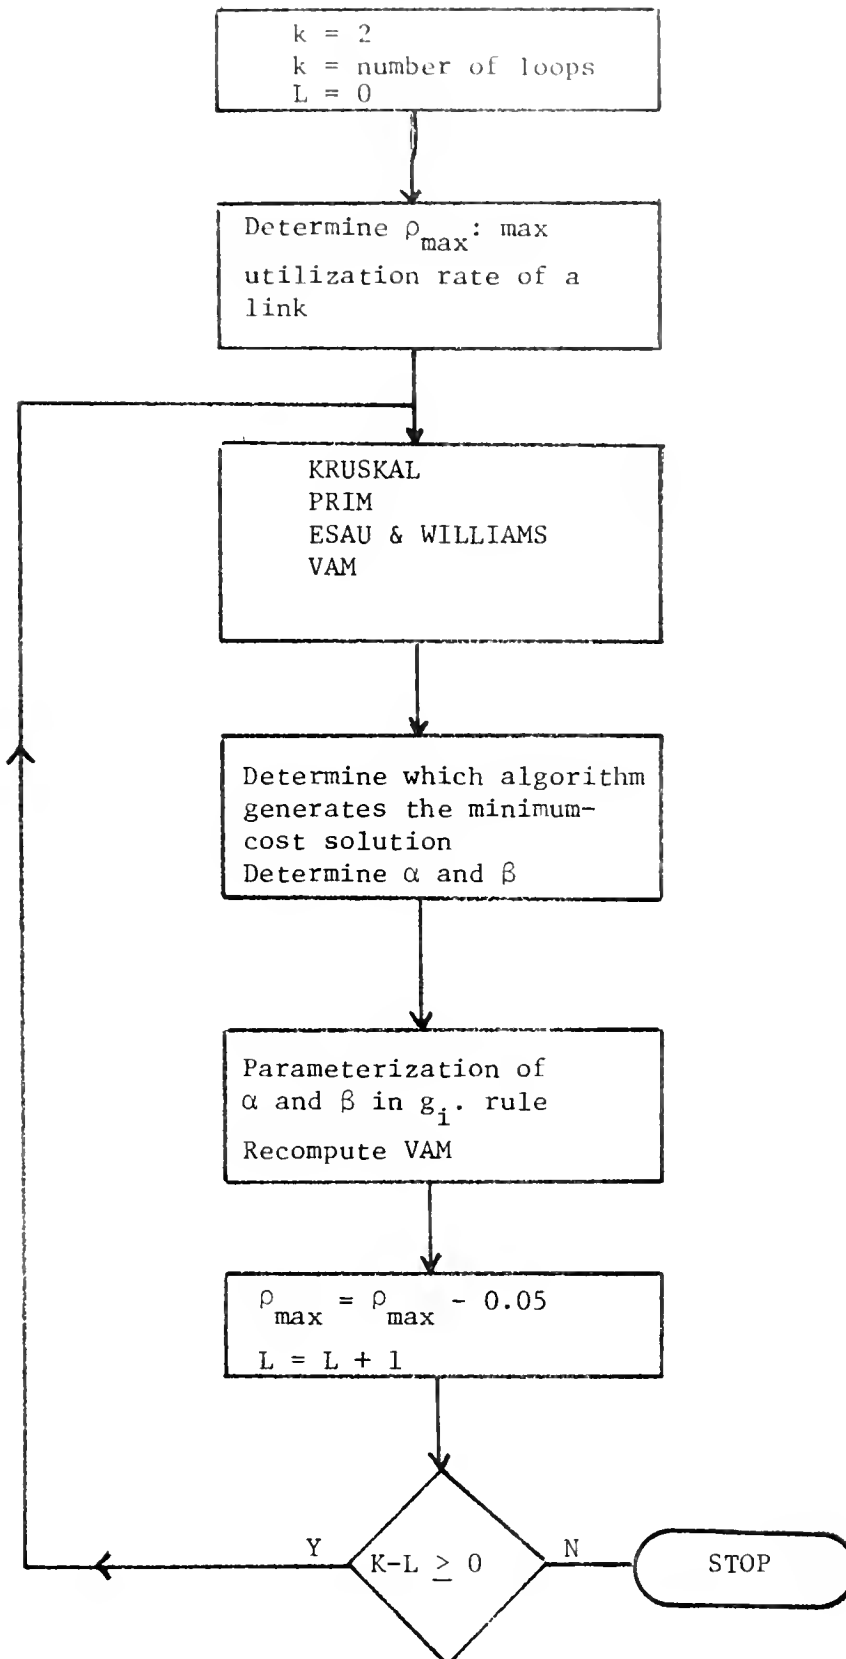 k = 2
k = number of loops
L = 0
Determine ρmax: max
utilization rate of a
link
KRUSKAL
PRIM
ESAU & WILLIAMS
VAM
Determine which algorithm
generates the minimum-
cost solution
Determine α and β
Parameterization of
α and β in gi. rule
Recompute VAM
ρmax = ρmax - 0.05
L = L + 1
Y
K-L ≥ 0
N
STOP